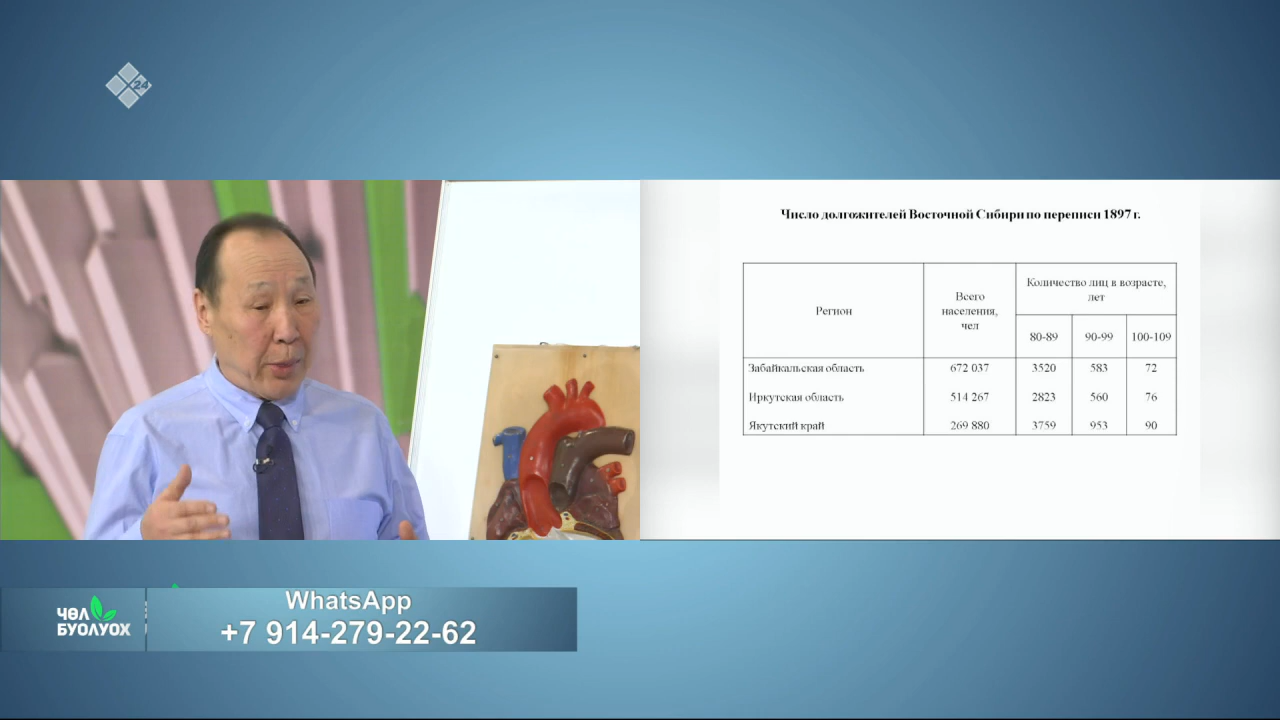 24
Число долгожителей Восточной Сибири по переписи 1897 г.
Регион
Всего
населения,
чел
Количество лиц в возрасте,
лет
80-89 90-99 100-109
Забайкальская область 672 037 3520 583 72
Иркутская область 514 267 2823 560 76
Якутский край 269 880 3759 953 90
ЧӨЛ
БУОЛУОХ
WhatsApp
+7 914-279-22-62